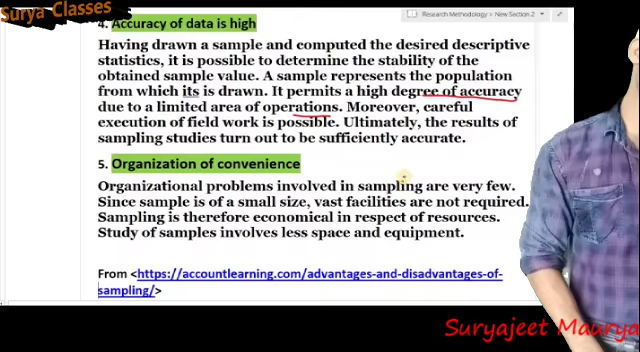 Surya Classes
Research Methodology > New Section 2
4. Accuracy of data is high
Having drawn a sample and computed the desired descriptive
statistics, it is possible to determine the stability of the
obtained sample value. A sample represents the population
from which its is drawn. It permits a high degree of accuracy
due to a limited area of operations. Moreover, careful
execution of field work is possible. Ultimately, the results of
sampling studies turn out to be sufficiently accurate.
5. Organization of convenience
Organizational problems involved in sampling are very few.
Since sample is of a small size, vast facilities are not required.
Sampling is therefore economical in respect of resources.
Study of samples involves less space and equipment.
From <https://accountlearning.com/advantages-and-disadvantages-of-
sampling/>
Suryajeet Maurya